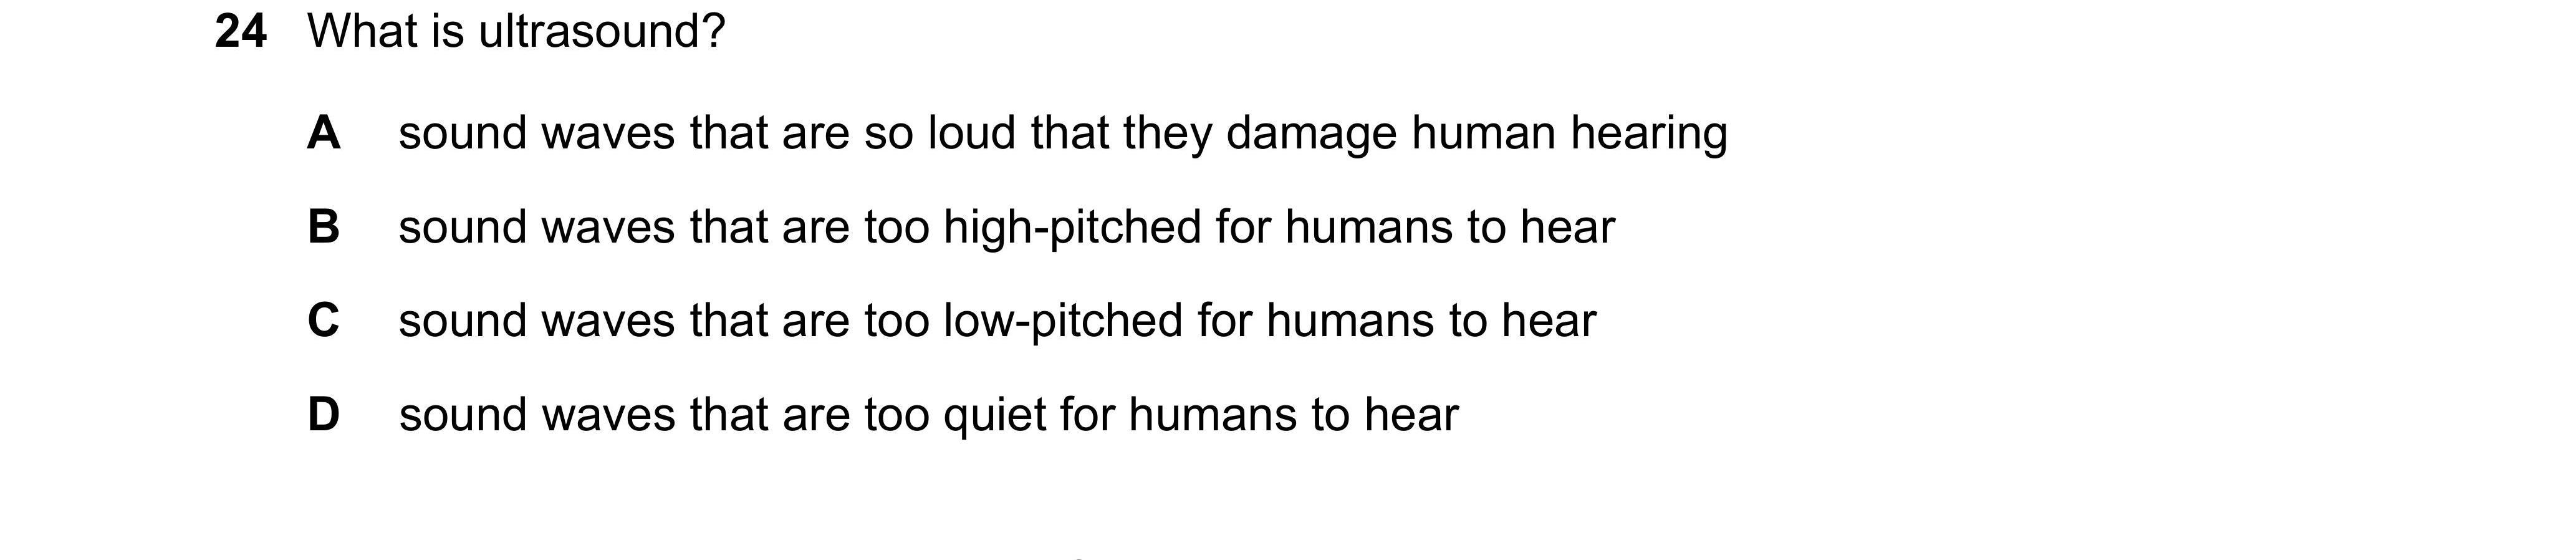 24 What is ultrasound?
A sound waves that are so loud that they damage human hearing
B sound waves that are too high-pitched for humans to hear
C sound waves that are too low-pitched for humans to hear
D sound waves that are too quiet for humans to hear